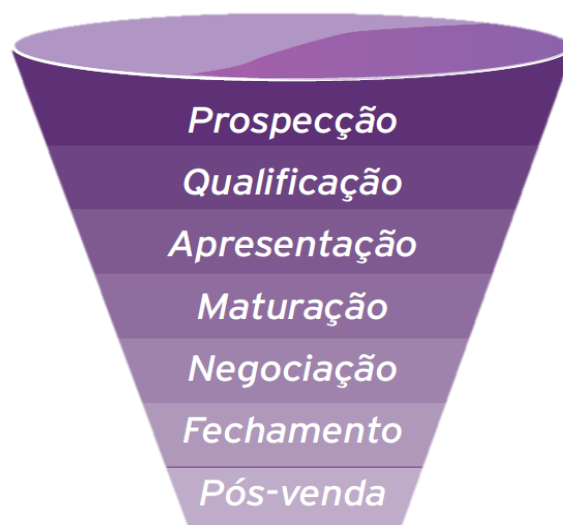 Prospecção
Qualificação
Apresentação
Maturação
Negociação
Fechamento
Pós-venda